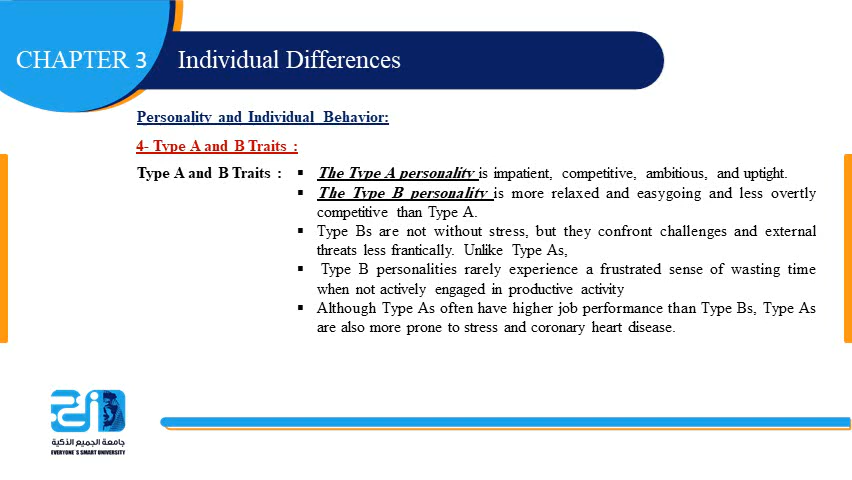 CHAPTER 3 Individual Differences
Personality and Individual Behavior:
4- Type A and B Traits :
Type A and B Traits : ▪ The Type A personality is impatient, competitive, ambitious, and uptight.
▪ The Type B personality is more relaxed and easygoing and less overtly
competitive than Type A.
▪ Type Bs are not without stress, but they confront challenges and external
threats less frantically. Unlike Type As,
▪ Type B personalities rarely experience a frustrated sense of wasting time
when not actively engaged in productive activity
▪ Although Type As often have higher job performance than Type Bs, Type As
are also more prone to stress and coronary heart disease.
جامعة الجميع الذكية
EVERYONE'S SMART UNIVERSITY